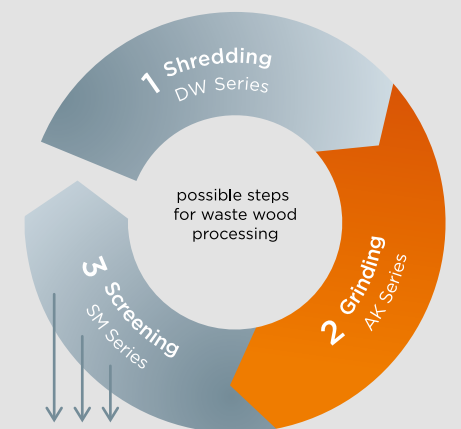 1 Shredding
DW Series
possible steps
for waste wood
processing
2 Grinding
AK Series
3 Screening
SM Series